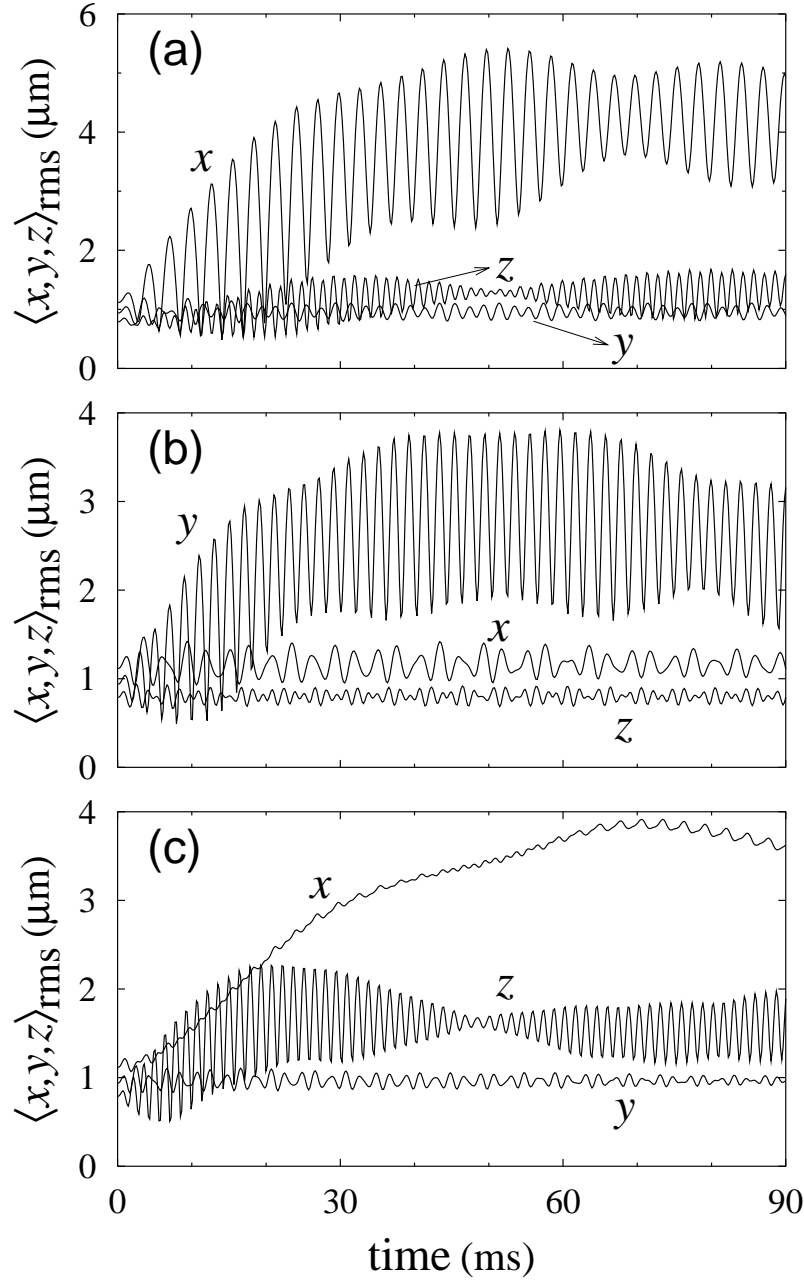 (a)
6
4
2
0
⟨x,y,z⟩rms (μm)
x
z
y
(b)
4
3
2
1
0
⟨x,y,z⟩rms (μm)
y
x
z
(c)
4
3
2
1
0
⟨x,y,z⟩rms (μm)
x
z
y
0 30 60 90
time (ms)